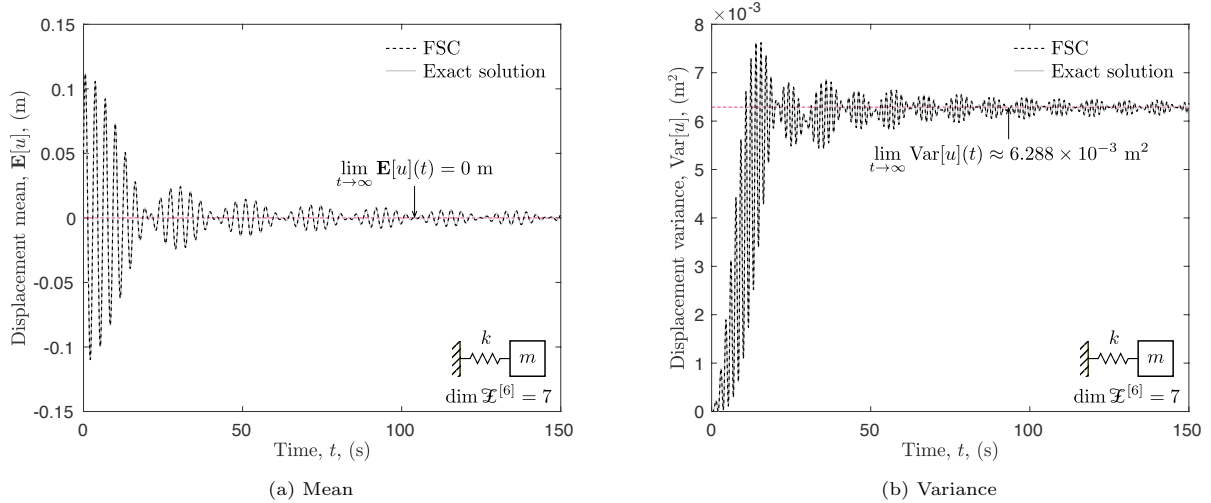 0.15
0.1
0.05
0
-0.05
-0.1
-0.15
Displacement mean, E[u], (m)
FSC
Exact solution
lim E[u](t) = 0 m
t→∞
k
m
dim 𝒵^[6] = 7
0 50 100 150
Time, t, (s)
(a) Mean
×10^-3
8
7
6
5
4
3
2
1
0
Displacement variance, Var[u], (m²)
FSC
Exact solution
lim Var[u](t) ≈ 6.288 × 10^-3 m²
t→∞
k
m
dim 𝒵^[6] = 7
0 50 100 150
Time, t, (s)
(b) Variance